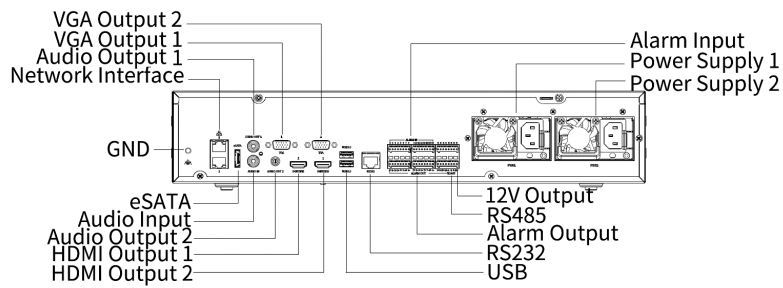 VGA Output 2
VGA Output 1
Audio Output 1
Network Interface
GND
eSATA
Audio Input
Audio Output 2
HDMI Output 1
HDMI Output 2
Alarm Input
Power Supply 1
Power Supply 2
12V Output
RS485
Alarm Output
RS232
USB